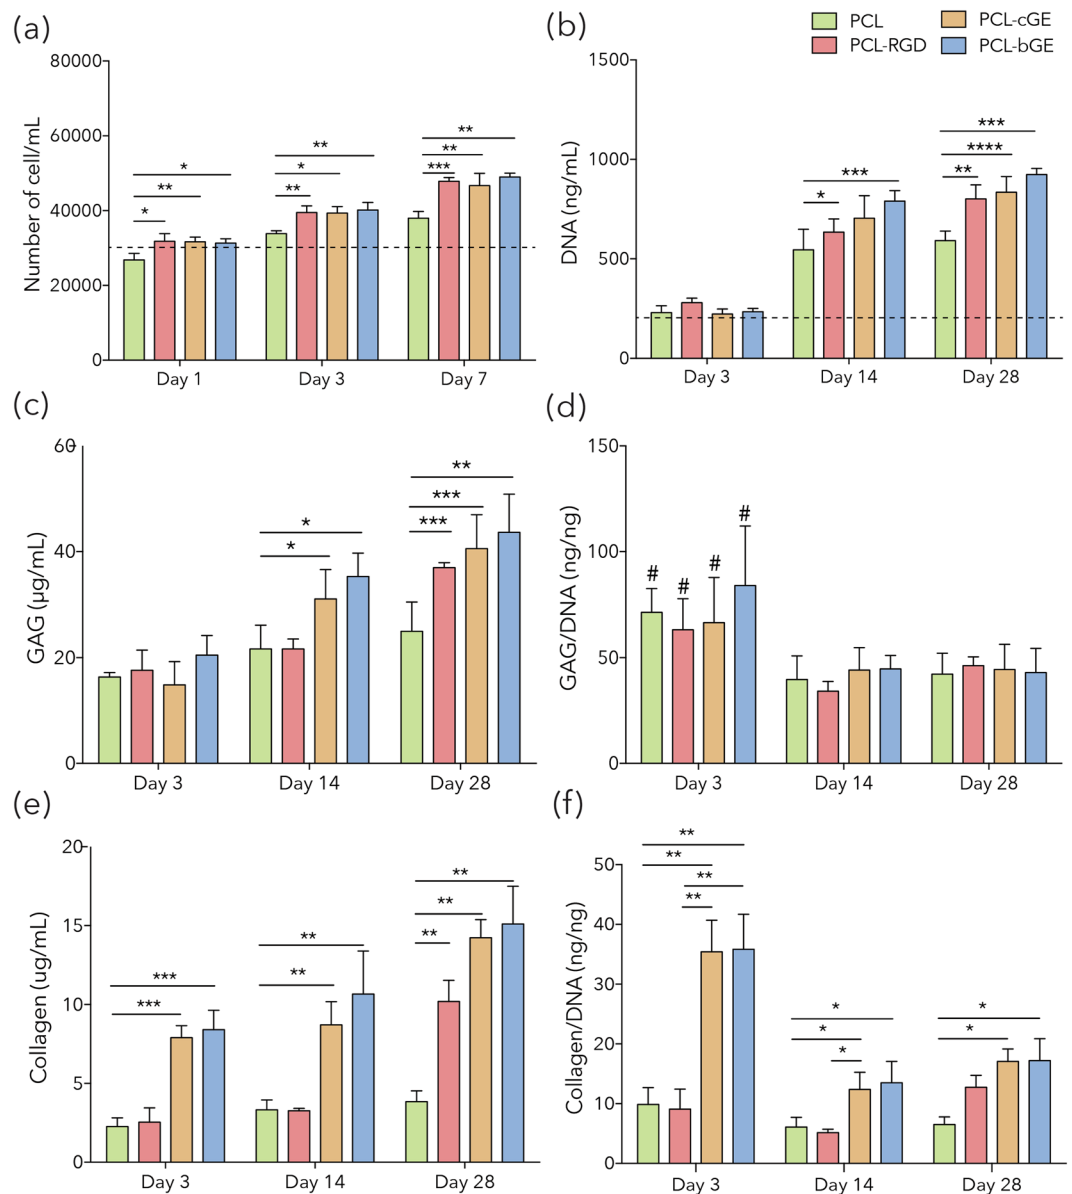 (a)
(b)
PCL
PCL-cGE
PCL-RGD
PCL-bGE
Number of cell/mL
80000
60000
40000
20000
0
*
**
*
**
*
**
**
**
***
Day 1
Day 3
Day 7
DNA (ng/mL)
1500
1000
500
0
***
*
***
****
**
Day 3
Day 14
Day 28
(c)
(d)
GAG (µg/mL)
60
40
20
0
*
*
**
***
***
Day 3
Day 14
Day 28
GAG/DNA (ng/ng)
150
100
50
0
#
#
#
#
Day 3
Day 14
Day 28
(e)
(f)
Collagen (ug/mL)
20
15
10
5
0
***
***
**
**
**
**
**
Day 3
Day 14
Day 28
Collagen/DNA (ng/ng)
50
40
30
20
10
0
**
**
**
**
*
*
*
*
*
Day 3
Day 14
Day 28